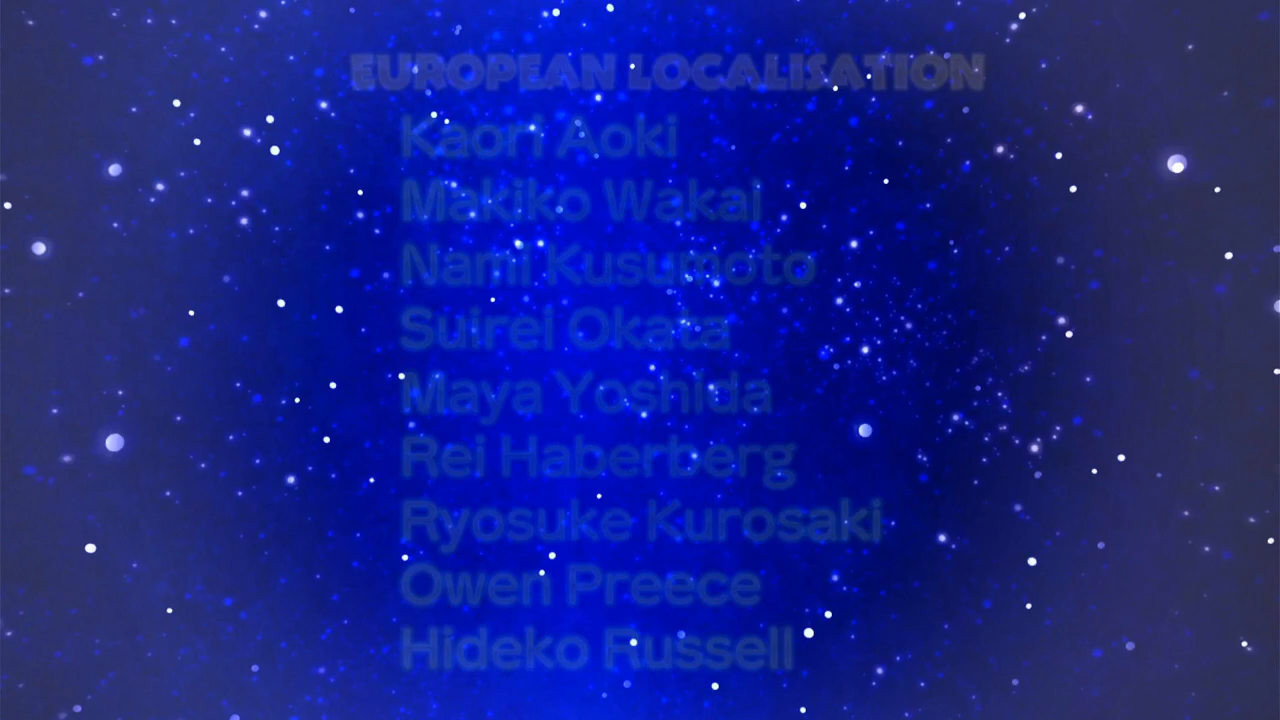 EUROPEAN LOCALISATION
Kaori Aoki
Makiko Wakai
Nami Kusumoto
Suirei Okata
Maya Yoshida
Rei Haberberg
Ryosuke Kurosaki
Owen Preece
Hideko Russell